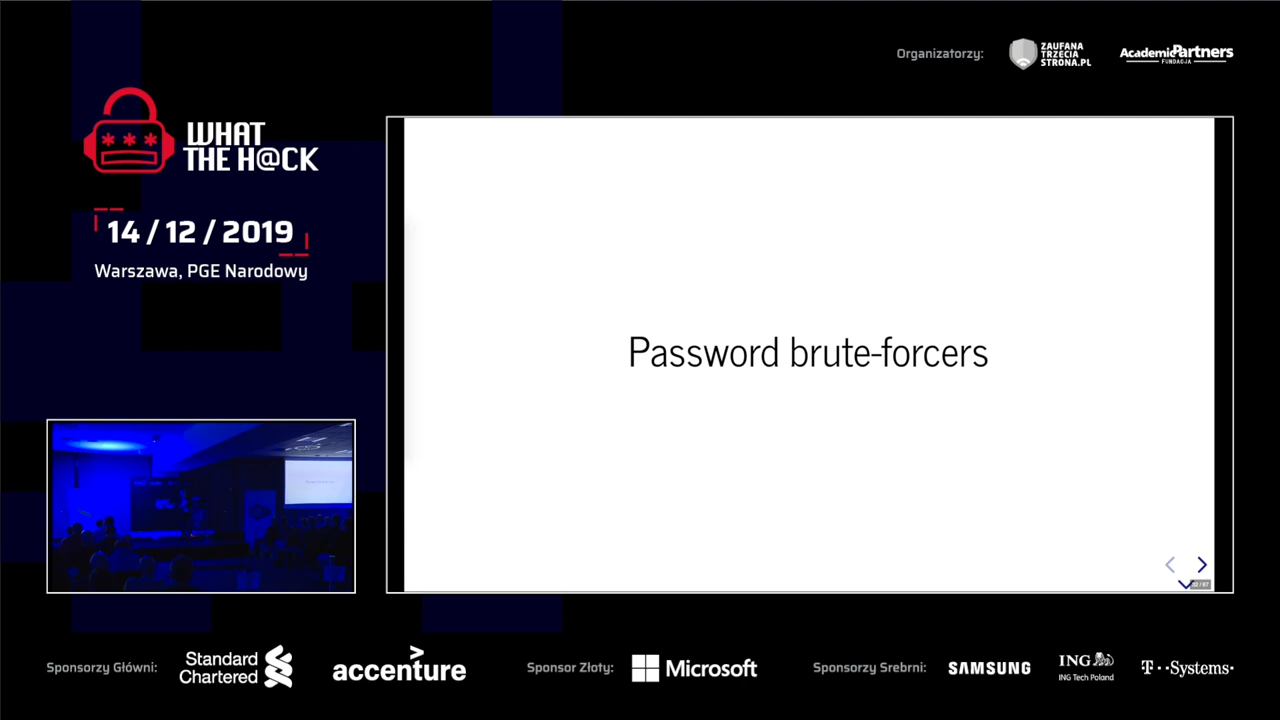 Organizatorzy:
ZAUFANA
TRZECIA
STRONA.PL
AcademicPartners
FUNDACJA
WHAT
THE H@CK
14 / 12 / 2019
Warszawa, PGE Narodowy
Password brute-forcers
Sponsorzy Główni:
Standard
Chartered
accenture
Sponsor Złoty:
Microsoft
Sponsorzy Srebrni:
SAMSUNG
ING
ING Tech Poland
T··Systems·